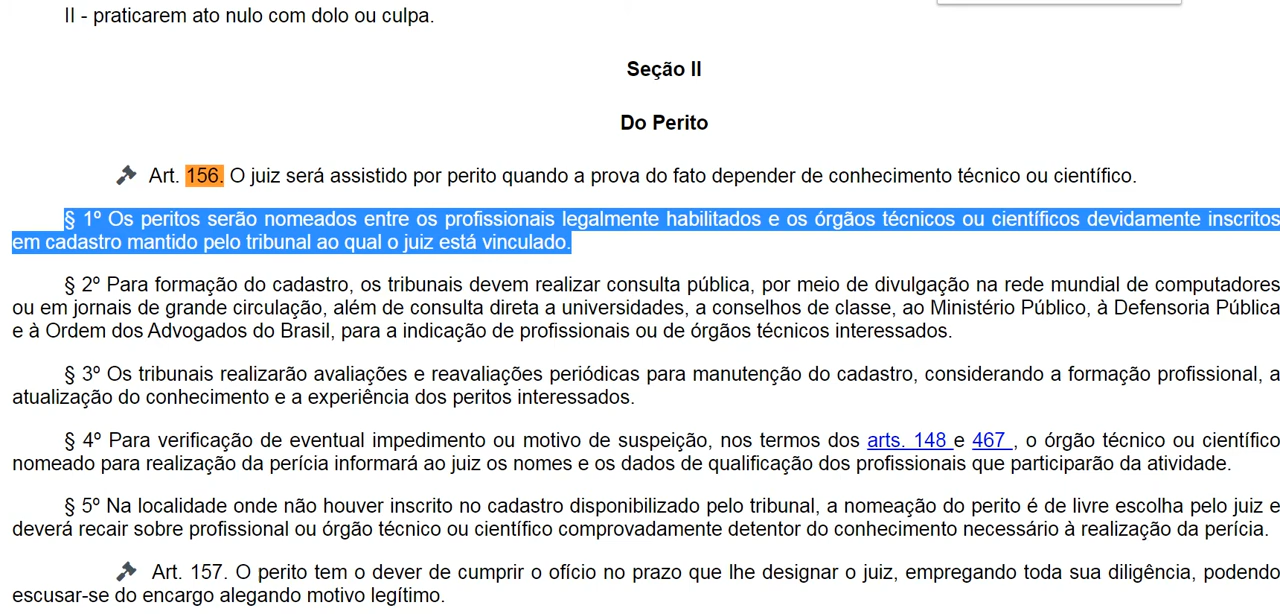 II - praticarem ato nulo com dolo ou culpa.
Seção II
Do Perito
Art. 156. O juiz será assistido por perito quando a prova do fato depender de conhecimento técnico ou científico.
§ 1º Os peritos serão nomeados entre os profissionais legalmente habilitados e os órgãos técnicos ou científicos devidamente inscritos
em cadastro mantido pelo tribunal ao qual o juiz está vinculado.
§ 2º Para formação do cadastro, os tribunais devem realizar consulta pública, por meio de divulgação na rede mundial de computadores
ou em jornais de grande circulação, além de consulta direta a universidades, a conselhos de classe, ao Ministério Público, à Defensoria Pública
e à Ordem dos Advogados do Brasil, para a indicação de profissionais ou de órgãos técnicos interessados.
§ 3º Os tribunais realizarão avaliações e reavaliações periódicas para manutenção do cadastro, considerando a formação profissional, a
atualização do conhecimento e a experiência dos peritos interessados.
§ 4º Para verificação de eventual impedimento ou motivo de suspeição, nos termos dos arts. 148 e 467 , o órgão técnico ou científico
nomeado para realização da perícia informará ao juiz os nomes e os dados de qualificação dos profissionais que participarão da atividade.
§ 5º Na localidade onde não houver inscrito no cadastro disponibilizado pelo tribunal, a nomeação do perito é de livre escolha pelo juiz e
deverá recair sobre profissional ou órgão técnico ou científico comprovadamente detentor do conhecimento necessário à realização da perícia.
Art. 157. O perito tem o dever de cumprir o ofício no prazo que lhe designar o juiz, empregando toda sua diligência, podendo
escusar-se do encargo alegando motivo legítimo.